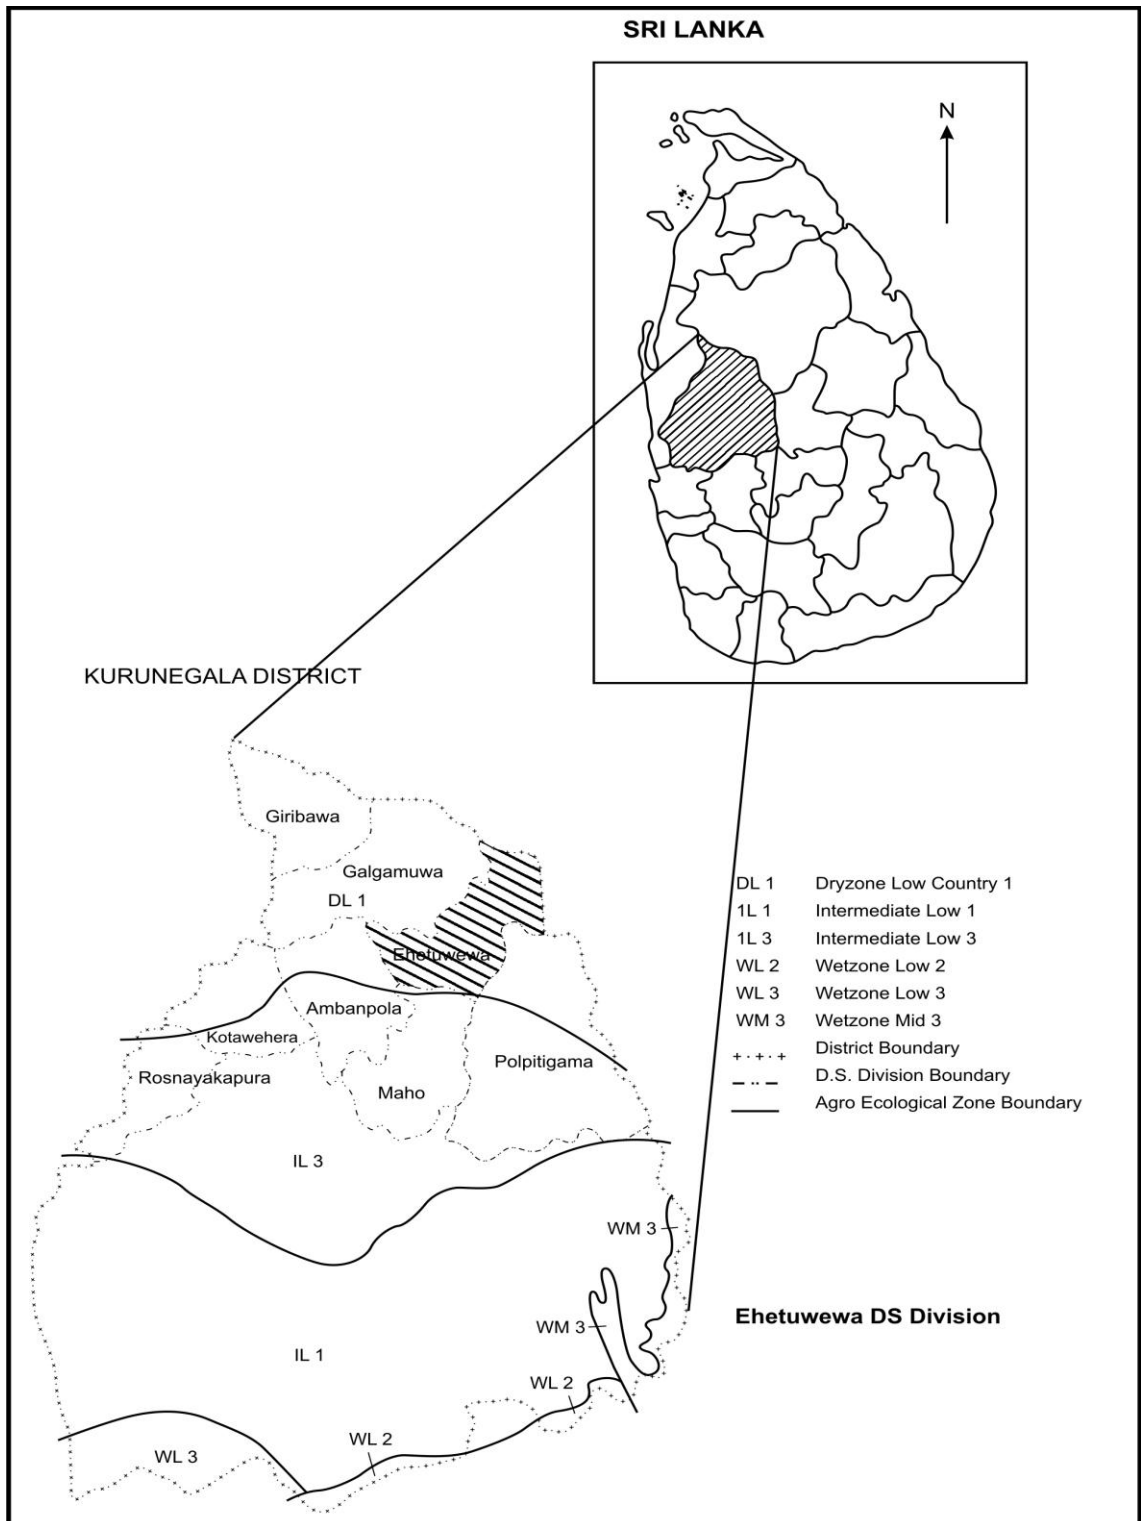 SRI LANKA
N
KURUNEGALA DISTRICT
Giribawa
Galgamuwa
DL 1
Ehetuwewa
Ambanpola
Kotawehera
Rosnayakapura
Maho
Polpitigama
IL 3
WM 3
WM 3
IL 1
WL 2
WL 2
WL 3
DL 1 Dryzone Low Country 1
1L 1 Intermediate Low 1
1L 3 Intermediate Low 3
WL 2 Wetzone Low 2
WL 3 Wetzone Low 3
WM 3 Wetzone Mid 3
District Boundary
D.S. Division Boundary
Agro Ecological Zone Boundary
Ehetuwewa DS Division